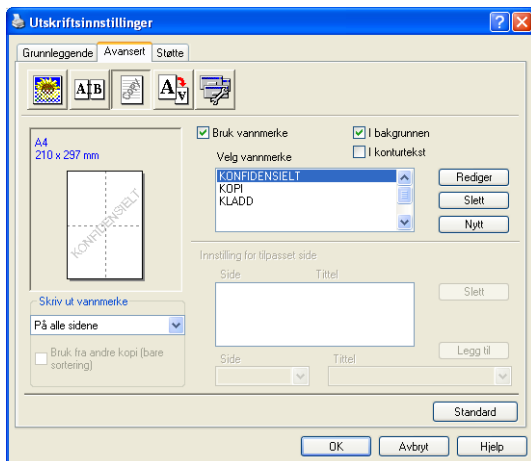 Utskriftsinnstillinger
Grunnleggende Avansert Støtte
A B
COPY
A A
A4
210 x 297 mm
KONFIDENSIELT
Skriv ut vannmerke
På alle sidene
Bruk fra andre kopi (bare
sortering)
Bruk vannmerke
I bakgrunnen
I konturtekst
Velg vannmerke
KONFIDENSIELT
KOPI
KLADD
Rediger
Slett
Nytt
Innstilling for tilpasset side
Side Tittel
Slett
Legg til
Side Tittel
Standard
OK Avbryt Hjelp